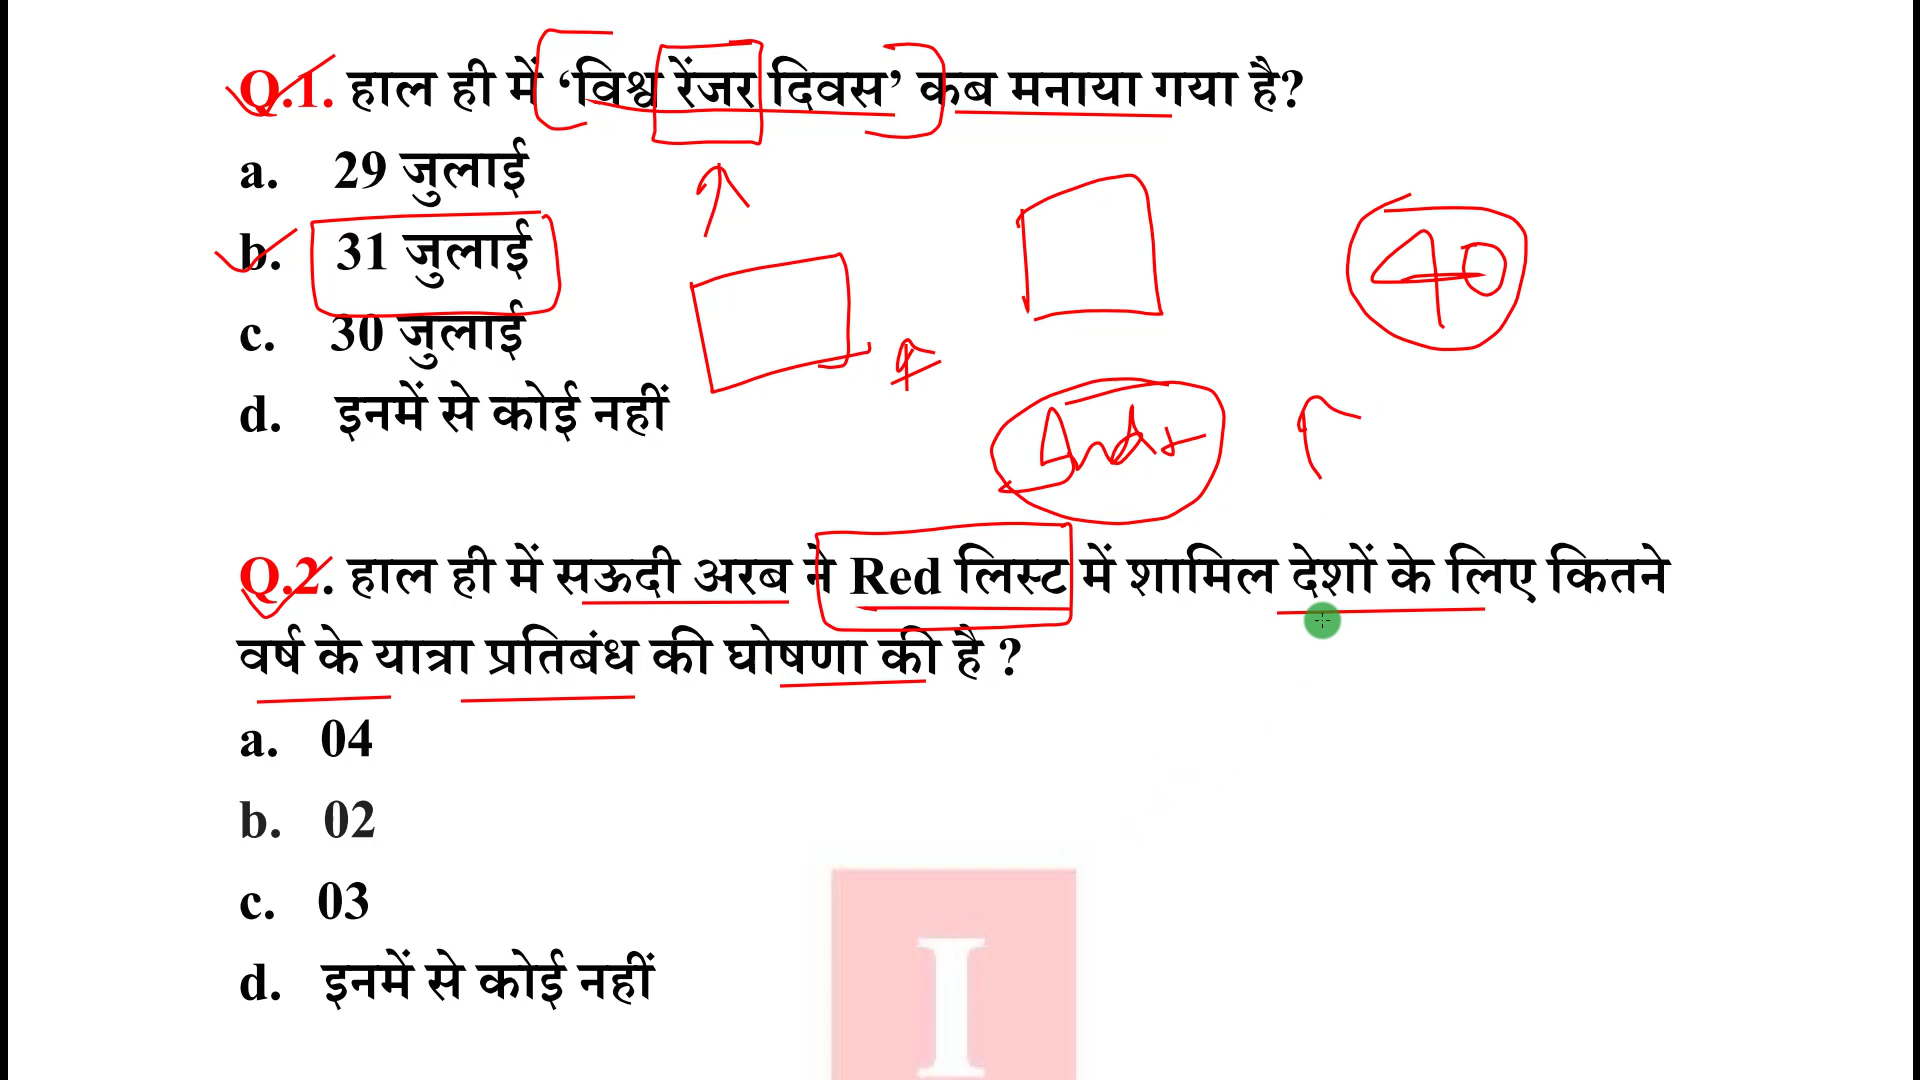 Q.1. हाल ही में ‘विश्व रेंजर दिवस’ कब मनाया गया है?
a. 29 जुलाई
b. 31 जुलाई
c. 30 जुलाई
d. इनमें से कोई नहीं
40
Q.2. हाल ही में सऊदी अरब ने Red लिस्ट में शामिल देशों के लिए कितने
वर्ष के यात्रा प्रतिबंध की घोषणा की है ?
a. 04
b. 02
c. 03
d. इनमें से कोई नहीं
I